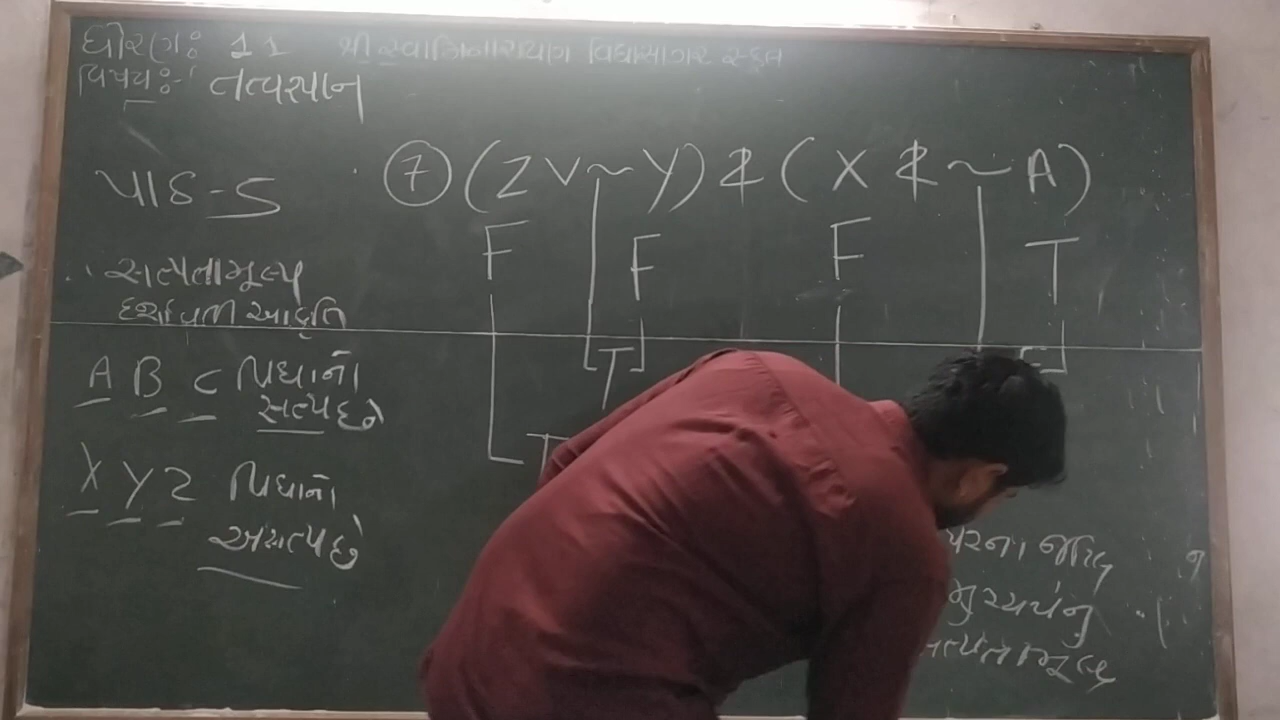 ધોરણ: 11 શ્રી સ્વામિનારાયણ વિદ્યાસાગર સ્કૂલ
વિષય:- તત્વજ્ઞાન
પાઠ-5
⑦ (Z v ~ Y) & (X & ~ A)
F F F T
સત્યતામૂલ્ય
દર્શાવતી આકૃતિ
T
A B C વિધાનો
સત્ય છે
T
X Y Z વિધાનો
અસત્ય છે
સત્યતામૂલ્ય